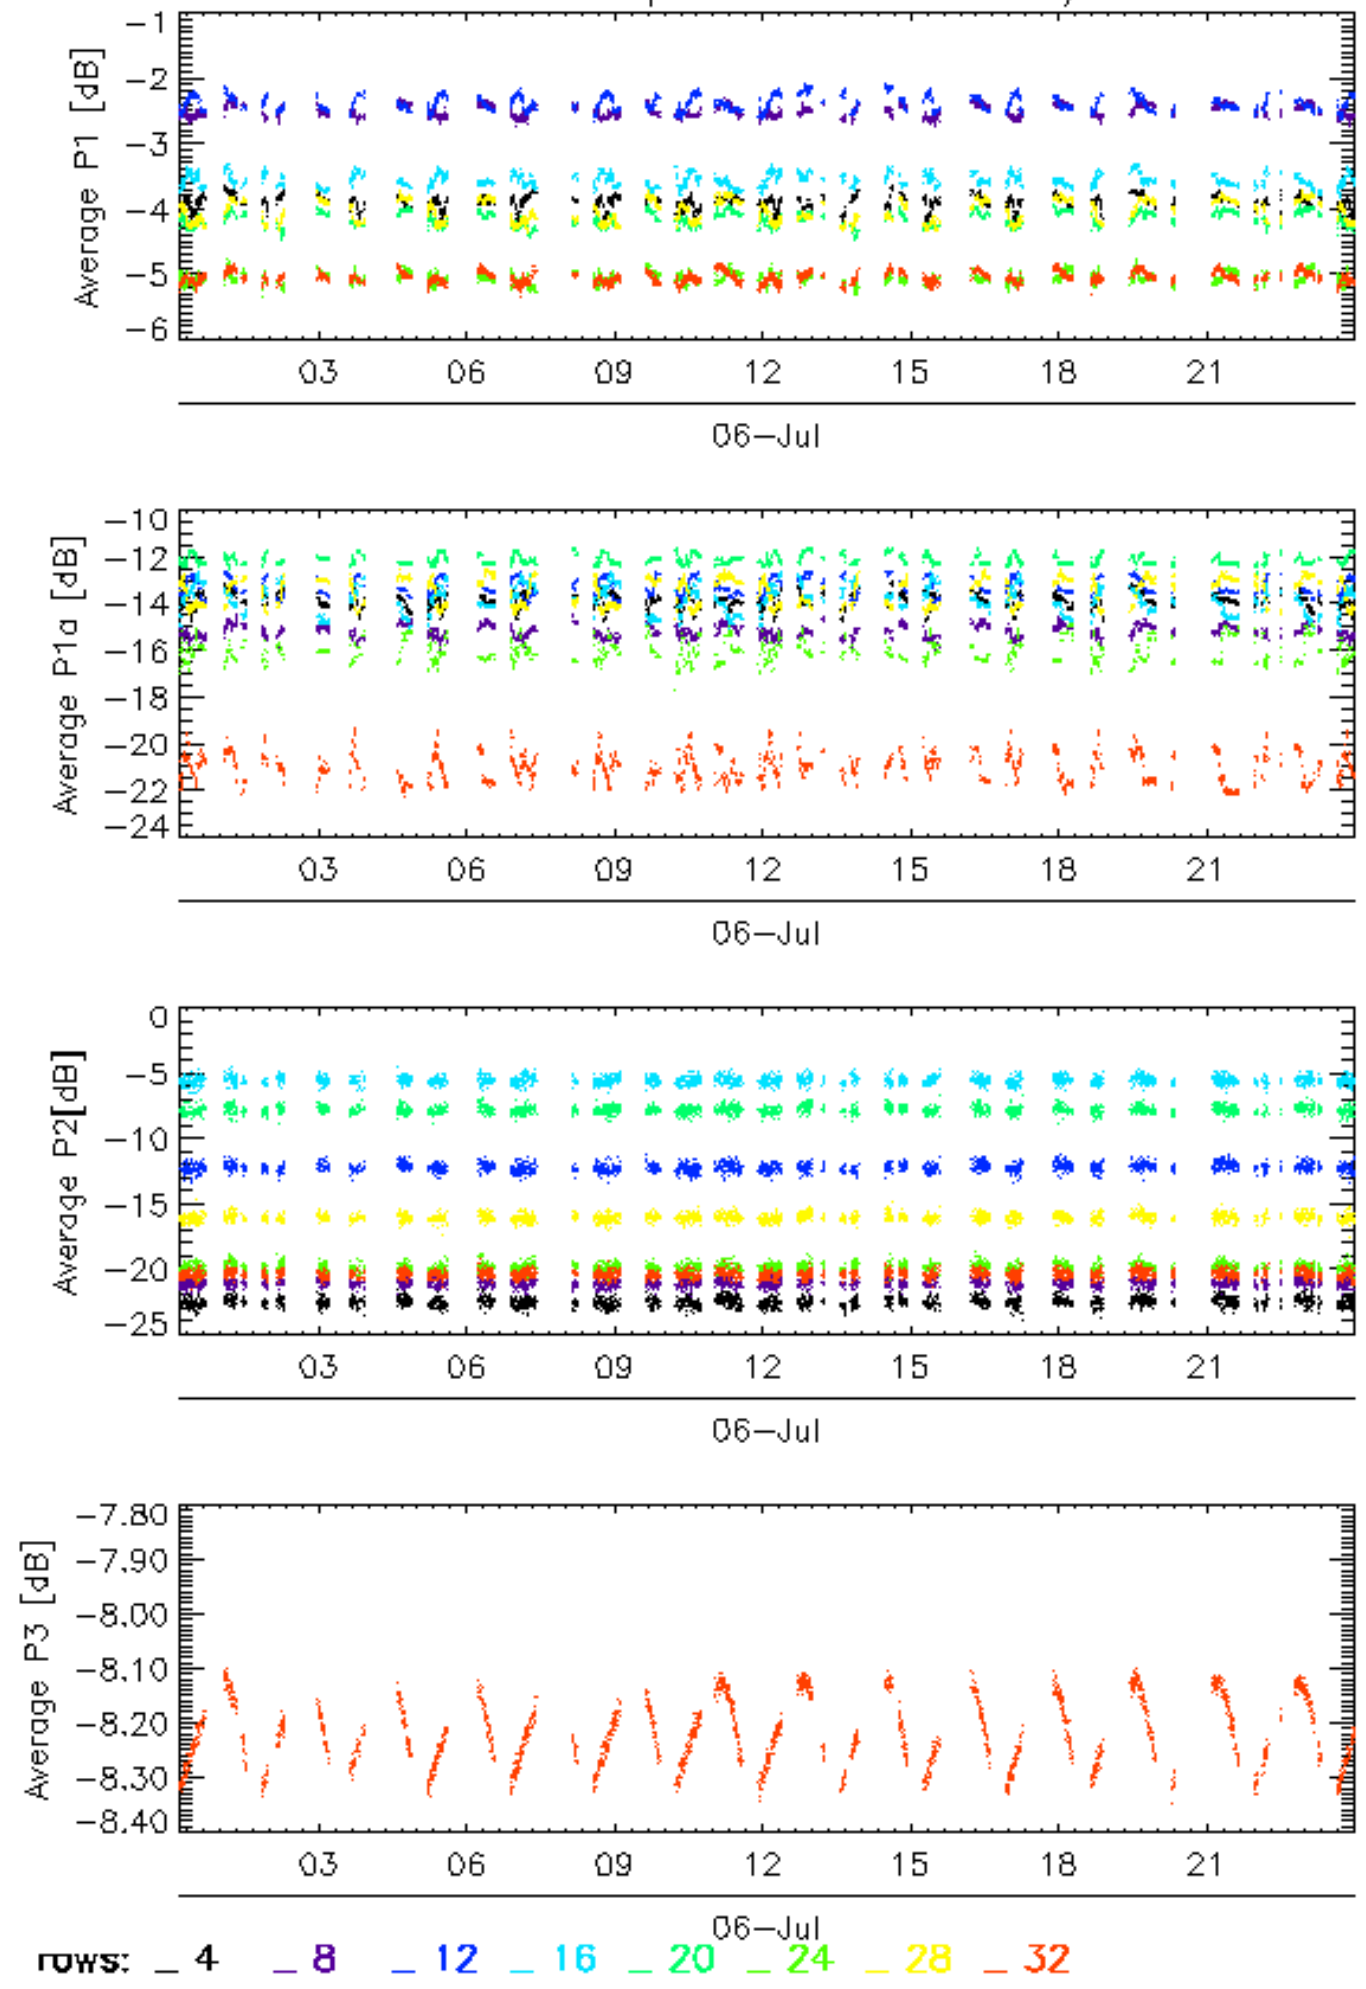 Average P1 [dB]
-1
-2
-3
-4
-5
-6
03 06 09 12 15 18 21
06-Jul
Average P1a [dB]
-10
-12
-14
-16
-18
-20
-22
-24
03 06 09 12 15 18 21
06-Jul
Average P2[dB]
0
-5
-10
-15
-20
-25
03 06 09 12 15 18 21
06-Jul
Average P3 [dB]
-7.80
-7.90
-8.00
-8.10
-8.20
-8.30
-8.40
03 06 09 12 15 18 21
06-Jul
rows: _ 4 _ 8 _ 12 _ 16 _ 20 _ 24 _ 28 _ 32